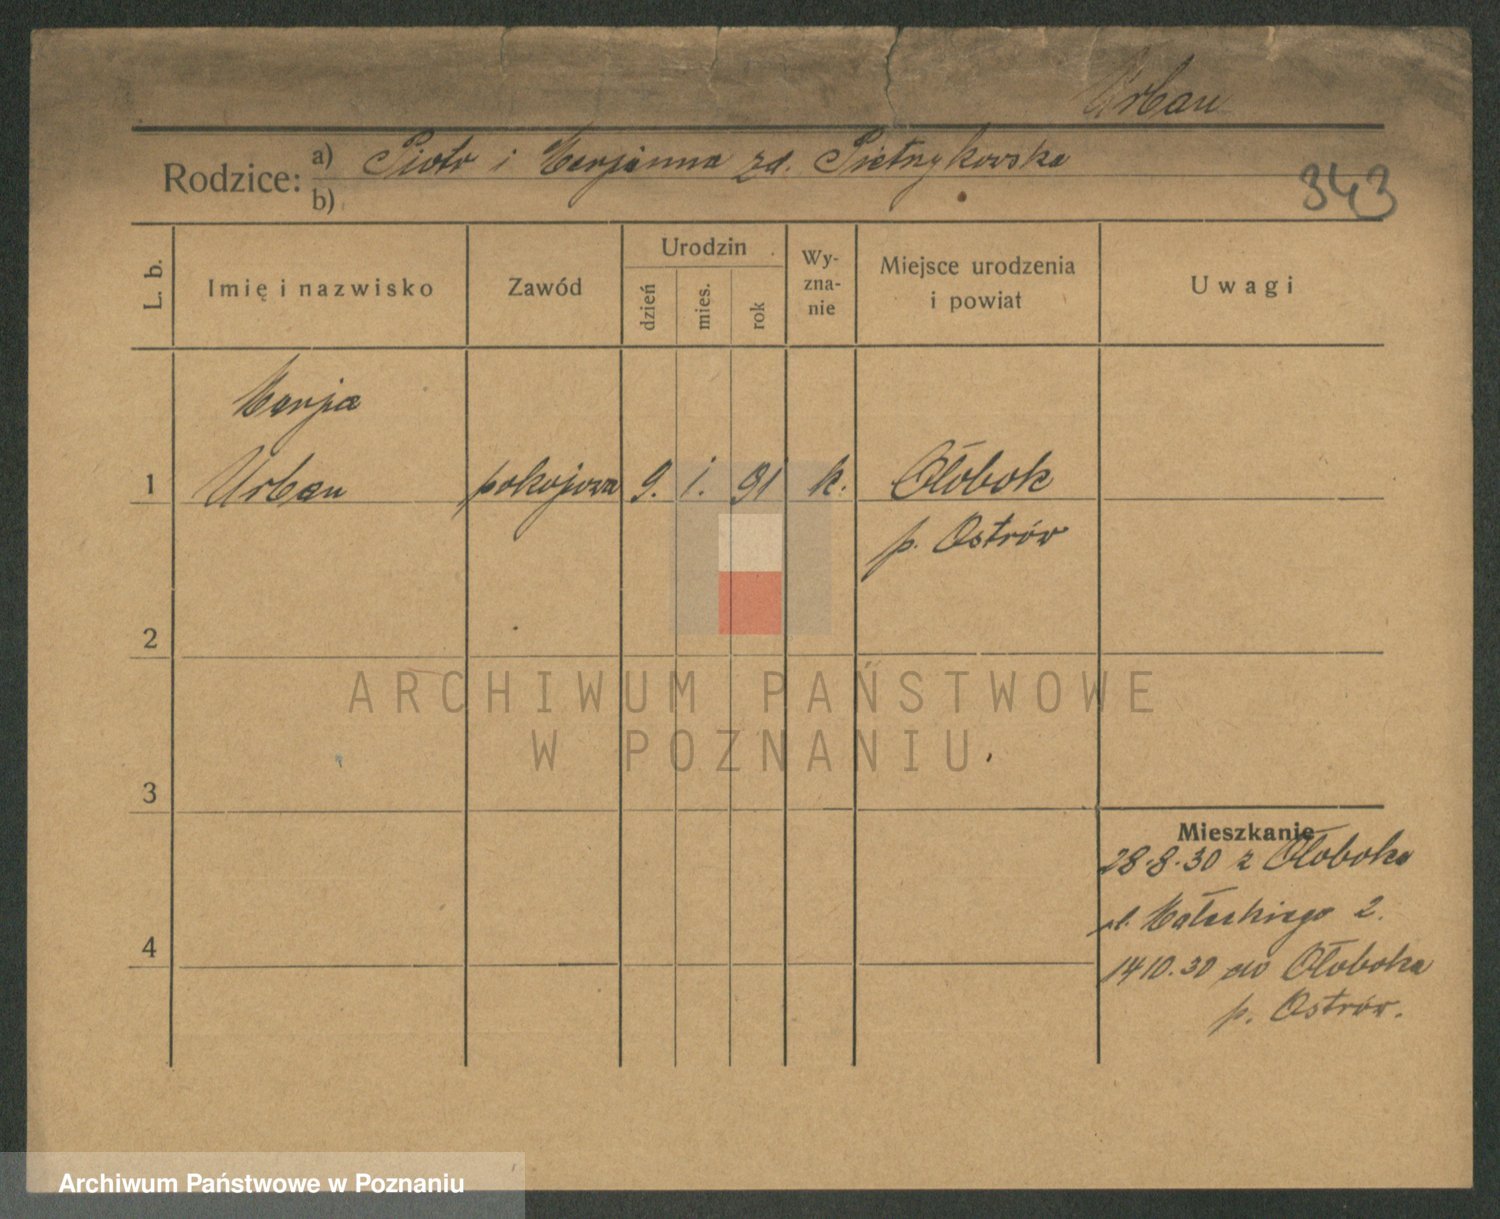 Urban
Rodzice: a) Piotr i Marjanna zd. Pietrzykowska
b)
343
L. b. Imię i nazwisko Zawód Urodzin dzień mies. rok Wy-zna-nie Miejsce urodzenia i powiat Uwagi
Marja
1 Urban pokojowa 9. 1. 91 k. Ołobok
p. Ostrów
2
ARCHIWUM PAŃSTWOWE
W POZNANIU
3
Mieszkanie
28.8.30 z Ołoboka
ul. Małeckiego 2.
4
14 10.30 do Ołoboka
p. Ostrów.
Archiwum Państwowe w Poznaniu